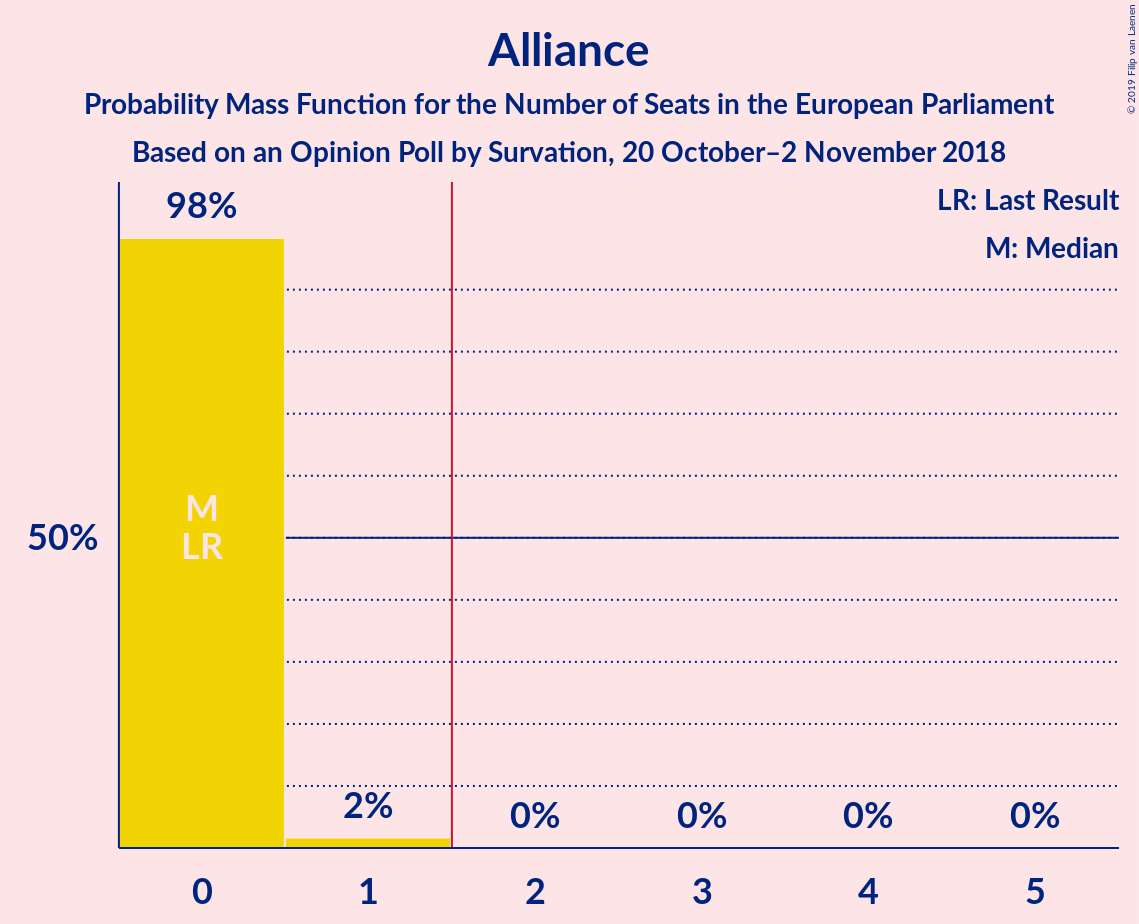 Alliance
Probability Mass Function for the Number of Seats in the European Parliament
Based on an Opinion Poll by Survation, 20 October–2 November 2018
© 2019 Filip van Laenen
LR: Last Result
M: Median
98%
M
LR
50%
2%
0%
0%
0%
0%
0
1
2
3
4
5